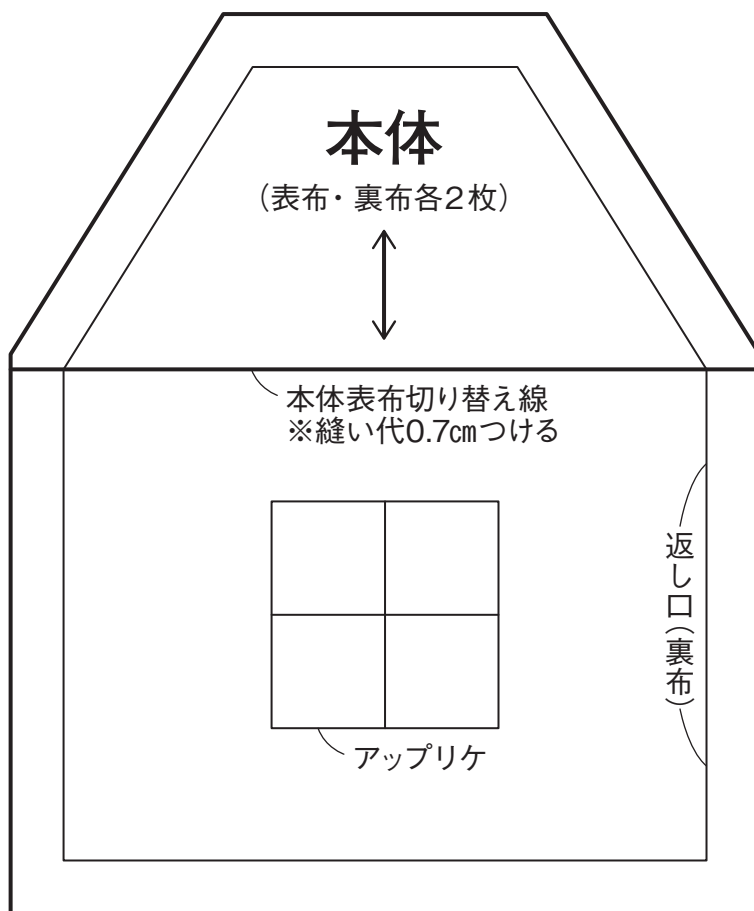 本体
（表布・裏布各2枚）
本体表布切り替え線
※縫い代0.7㎝つける
返し口（裏布）
アップリケ